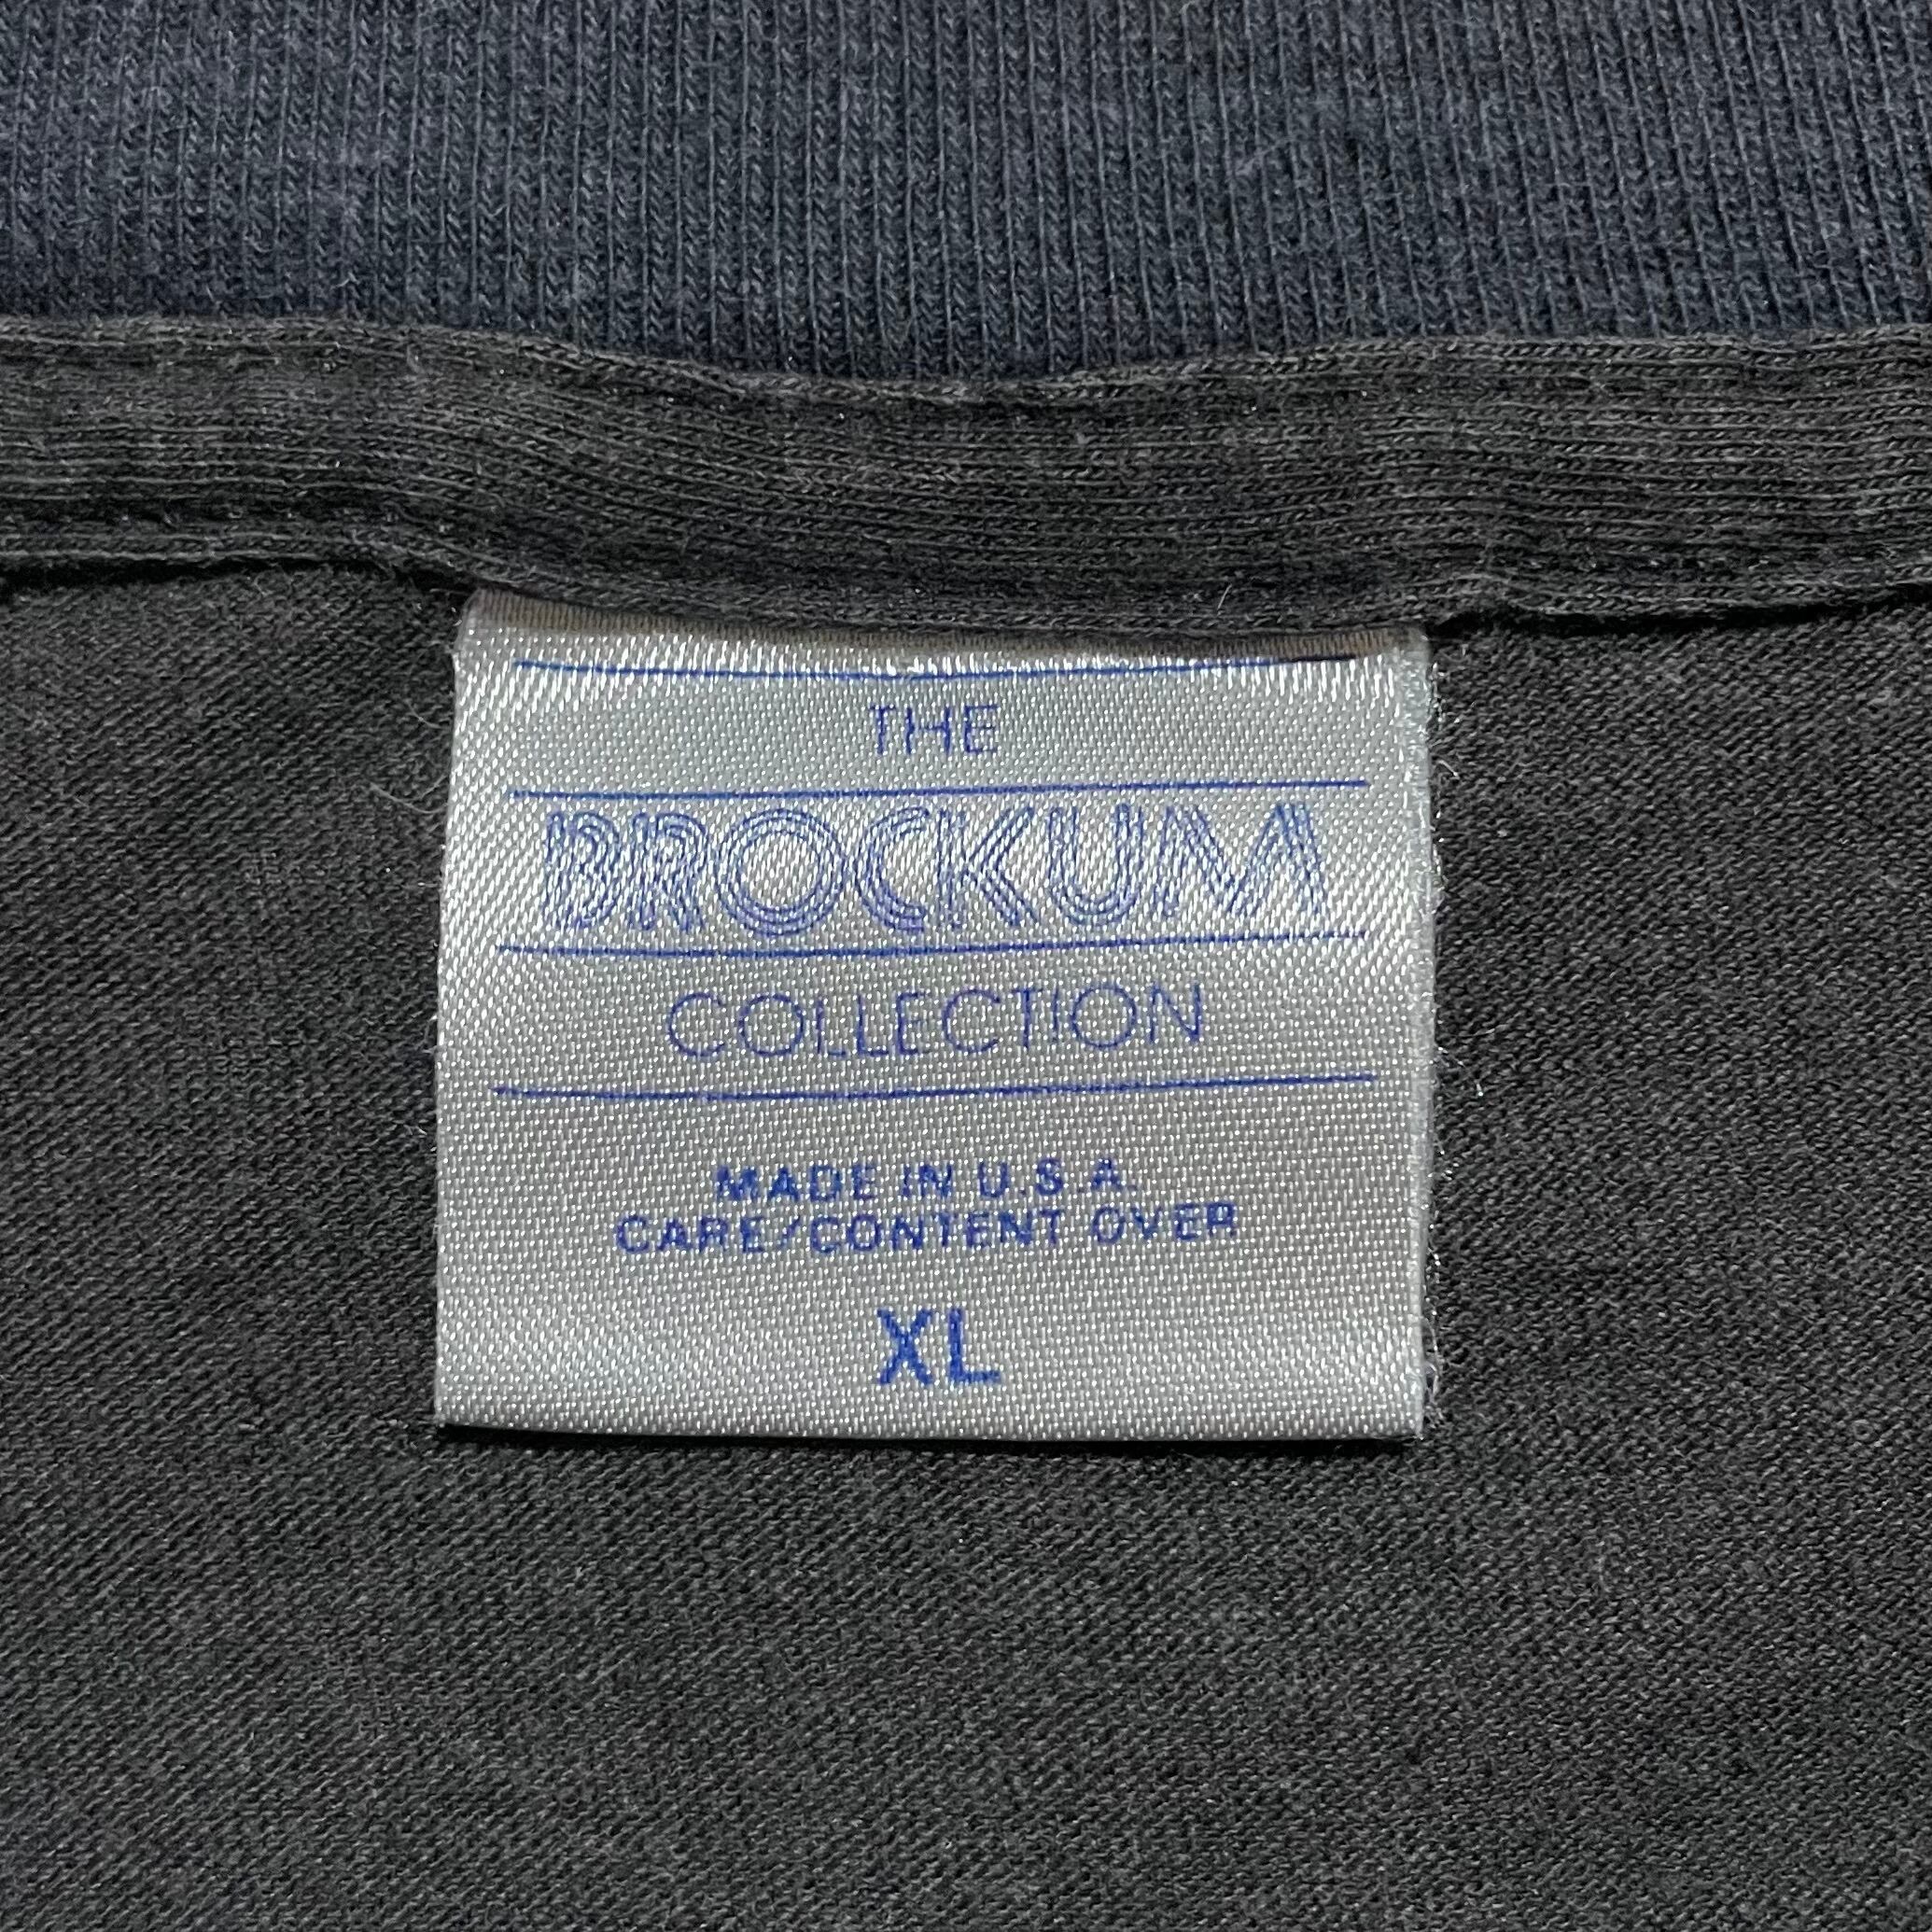 THE
BROCKUM
COLLECTION
MADE IN U.S.A.
CARE/CONTENT OVER
XL